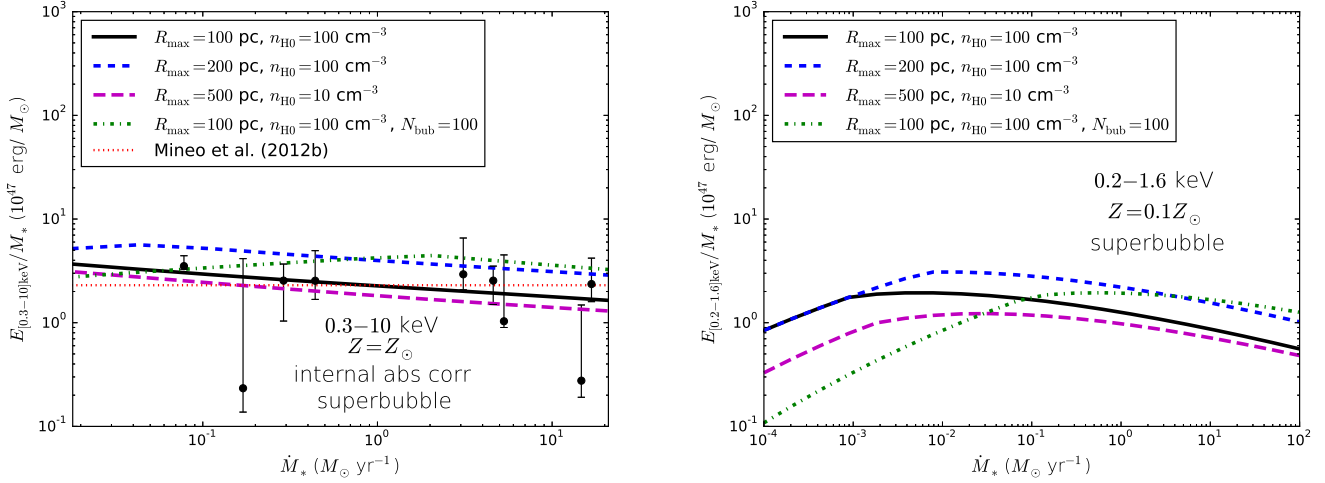 R_max=100 pc, n_H0=100 cm^−3
R_max=200 pc, n_H0=100 cm^−3
R_max=500 pc, n_H0=10 cm^−3
R_max=100 pc, n_H0=100 cm^−3, N_bub=100
Mineo et al. (2012b)
10^3
10^2
10^1
10^0
10^-1
E_[0.3−10]keV/M_* (10^47 erg/ M_⊙)
0.3−10 keV
Z=Z_⊙
internal abs corr
superbubble
10^-1
10^0
10^1
Ṁ_* (M_⊙ yr^−1)
R_max=100 pc, n_H0=100 cm^−3
R_max=200 pc, n_H0=100 cm^−3
R_max=500 pc, n_H0=10 cm^−3
R_max=100 pc, n_H0=100 cm^−3, N_bub=100
10^3
10^2
10^1
10^0
10^-1
E_[0.2−1.6]keV/M_* (10^47 erg/ M_⊙)
0.2−1.6 keV
Z=0.1Z_⊙
superbubble
10^-4
10^-3
10^-2
10^-1
10^0
10^1
10^2
Ṁ_* (M_⊙ yr^−1)